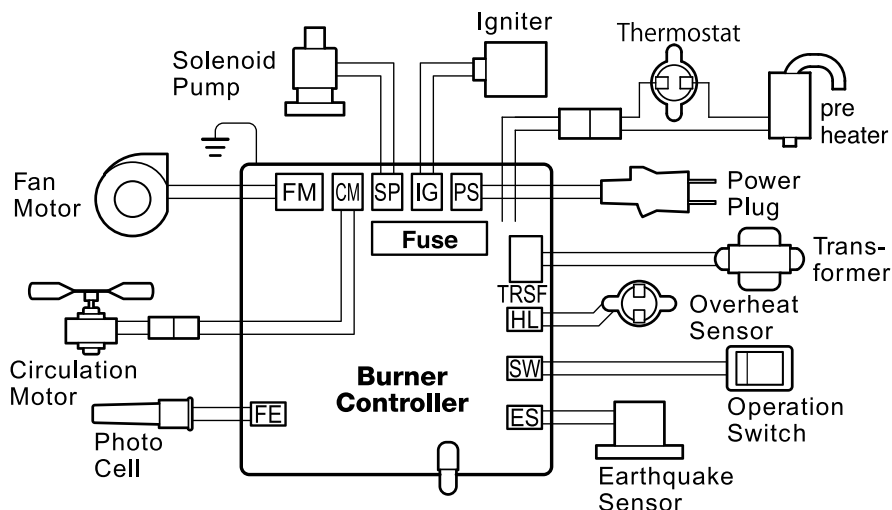 Igniter
Thermostat
Solenoid
Pump
pre
heater
Fan
Motor
FM
CM
SP
IG
PS
Power
Plug
Fuse
Trans-
former
TRSF
HL
Overheat
Sensor
Circulation
Motor
Burner
Controller
SW
Operation
Switch
FE
ES
Photo
Cell
Earthquake
Sensor